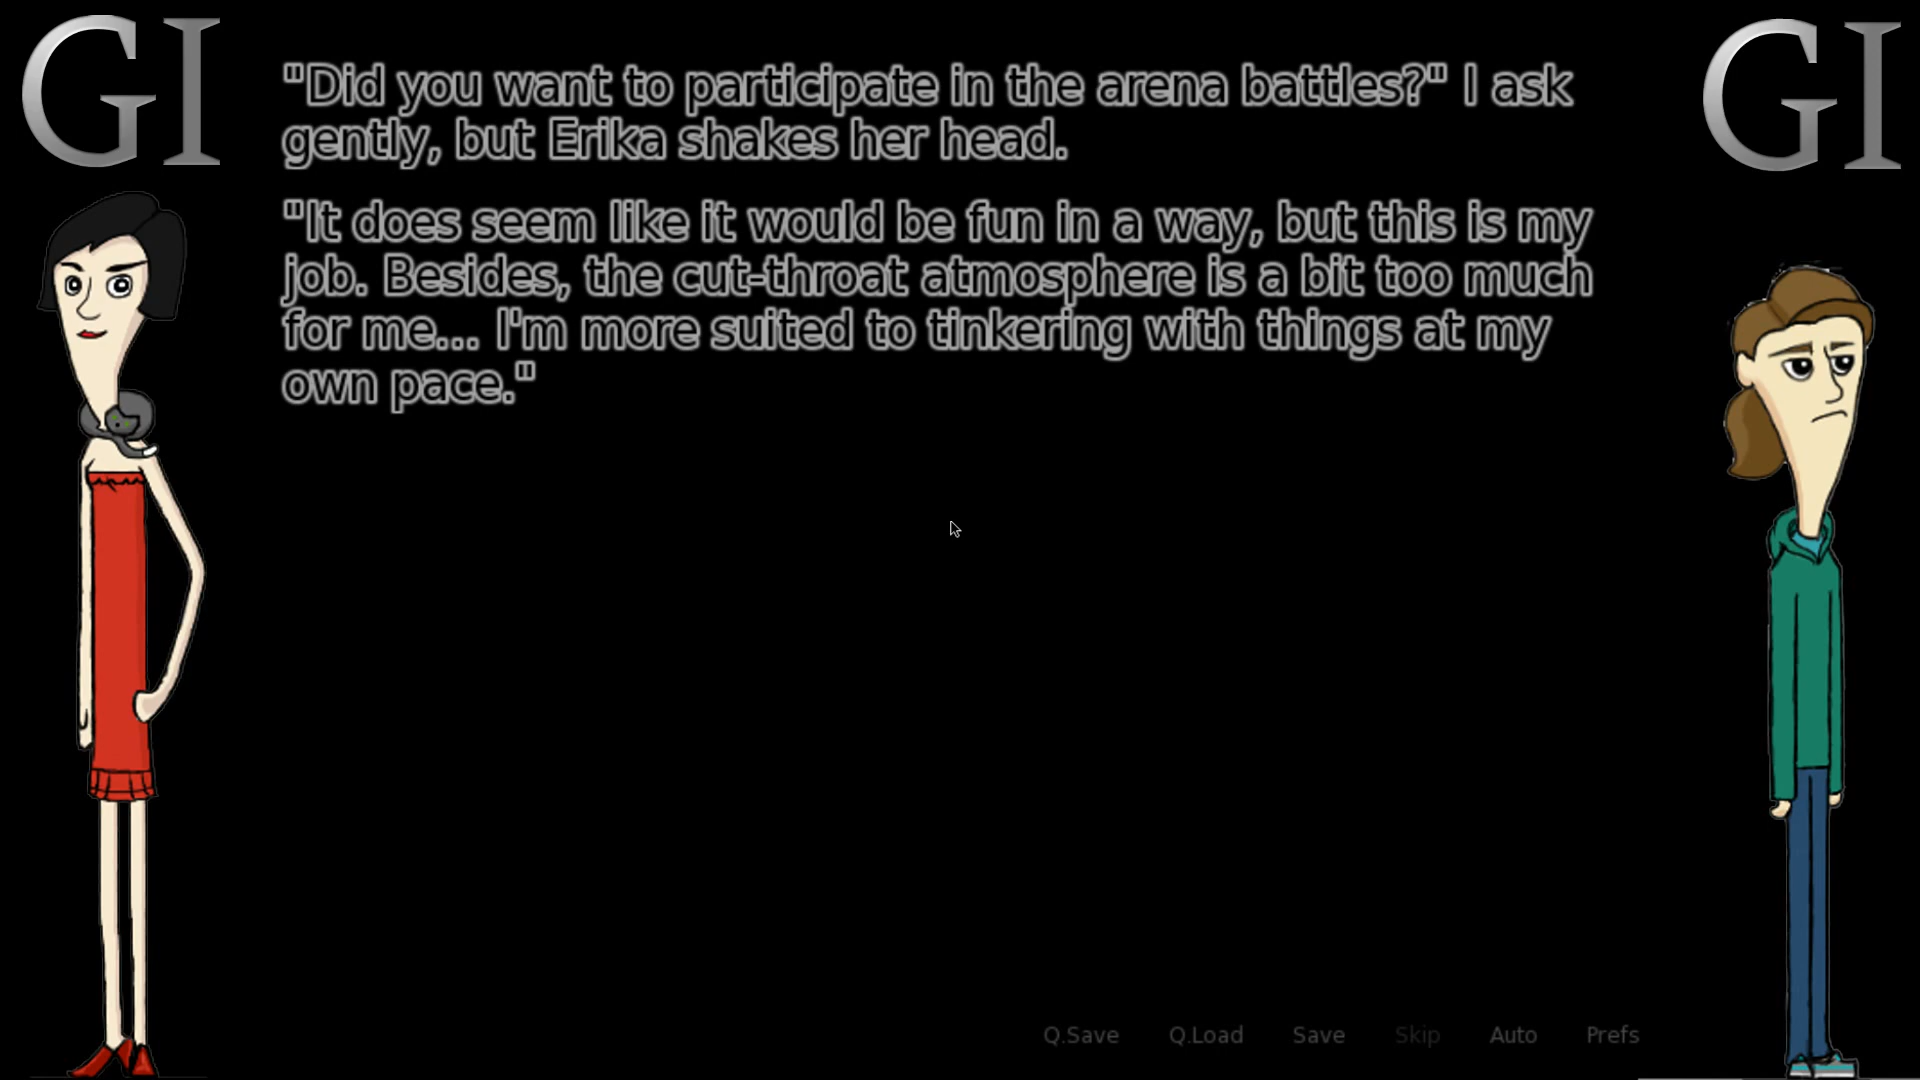 GI
GI
"Did you want to participate in the arena battles?" I ask
gently, but Erika shakes her head.
"It does seem like it would be fun in a way, but this is my
job. Besides, the cut-throat atmosphere is a bit too much
for me... I'm more suited to tinkering with things at my
own pace."
Q.Save Q.Load Save Skip Auto Prefs